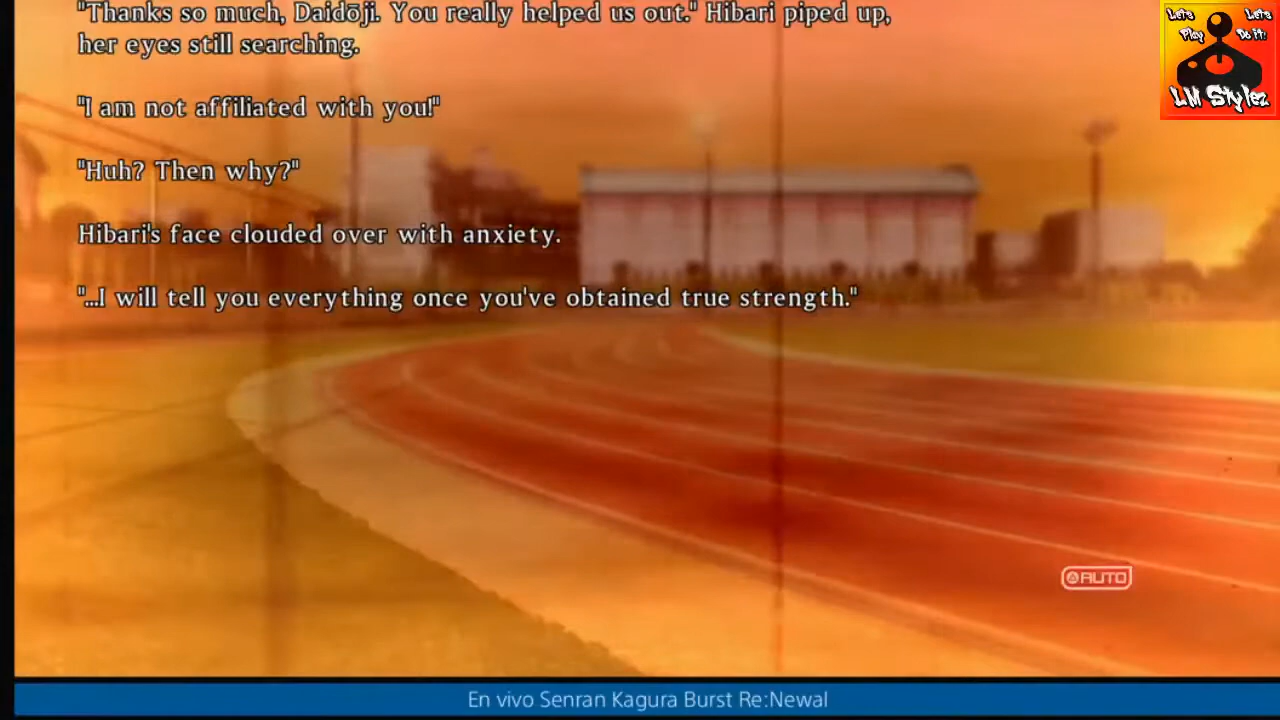 "Thanks so much, Daidōji. You really helped us out." Hibari piped up,
her eyes still searching.
"I am not affiliated with you!"
"Huh? Then why?"
Hibari's face clouded over with anxiety.
"...I will tell you everything once you've obtained true strength."
Lets Play
Lets Do it!
LM Stylez
AUTO
En vivo Senran Kagura Burst Re:Newal